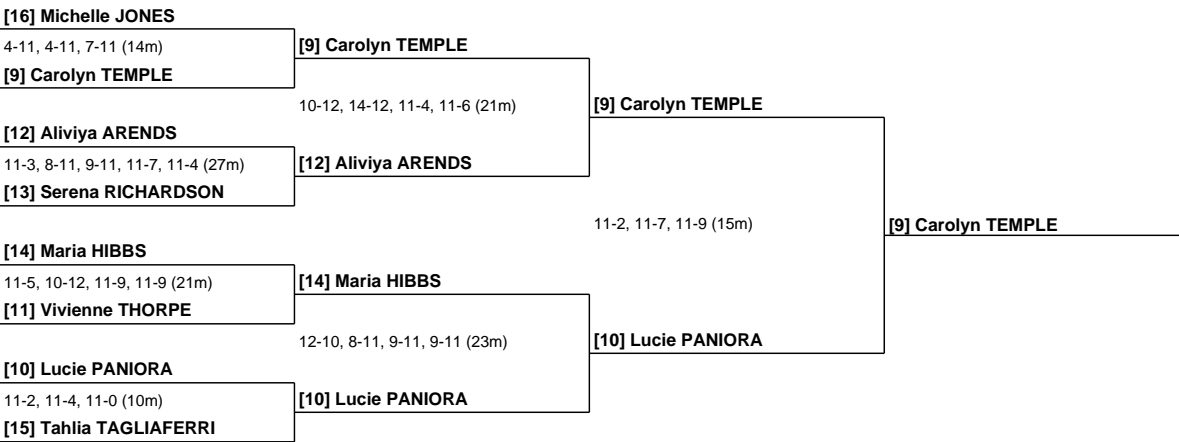 [16] Michelle JONES
4-11, 4-11, 7-11 (14m)
[9] Carolyn TEMPLE
[9] Carolyn TEMPLE
10-12, 14-12, 11-4, 11-6 (21m)
[9] Carolyn TEMPLE
[12] Aliviya ARENDS
11-3, 8-11, 9-11, 11-7, 11-4 (27m)
[12] Aliviya ARENDS
[13] Serena RICHARDSON
11-2, 11-7, 11-9 (15m)
[9] Carolyn TEMPLE
[14] Maria HIBBS
11-5, 10-12, 11-9, 11-9 (21m)
[14] Maria HIBBS
[11] Vivienne THORPE
12-10, 8-11, 9-11, 9-11 (23m)
[10] Lucie PANIORA
[10] Lucie PANIORA
11-2, 11-4, 11-0 (10m)
[10] Lucie PANIORA
[15] Tahlia TAGLIAFERRI